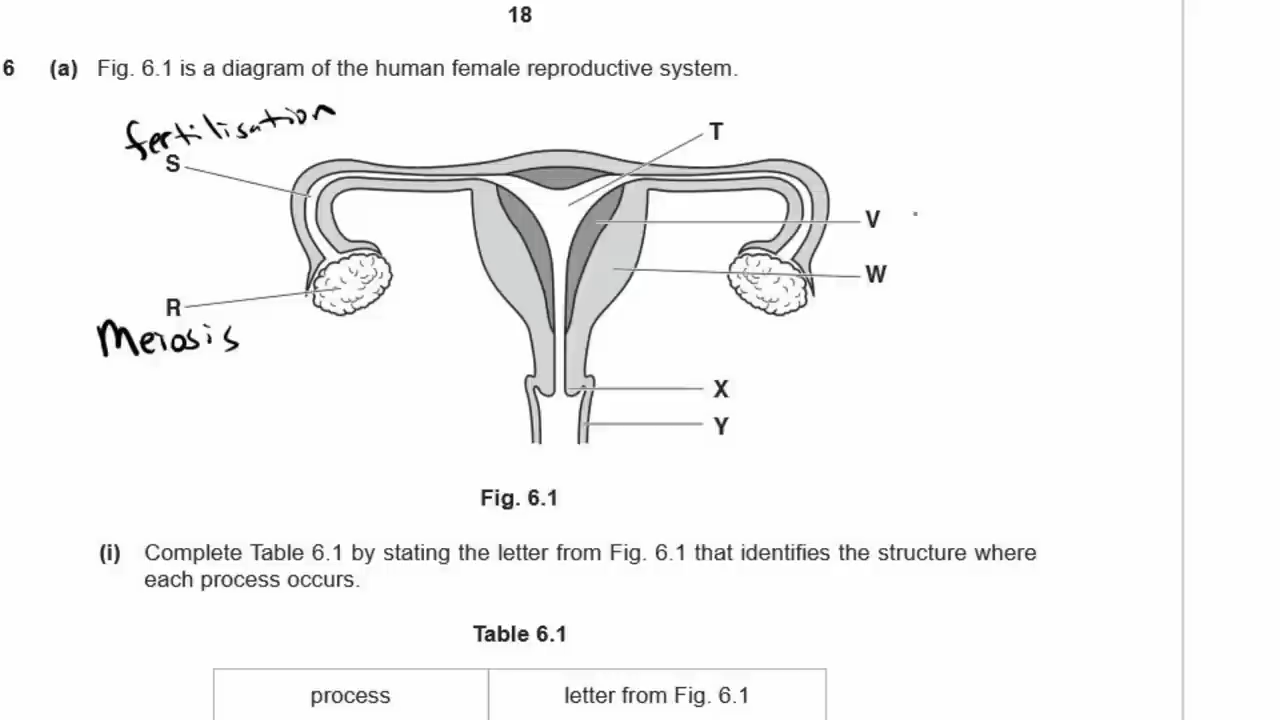 18
6 (a) Fig. 6.1 is a diagram of the human female reproductive system.
fertilisation
T
S
V
W
R
Meiosis
X
Y
Fig. 6.1
(i) Complete Table 6.1 by stating the letter from Fig. 6.1 that identifies the structure where
each process occurs.
Table 6.1
process letter from Fig. 6.1